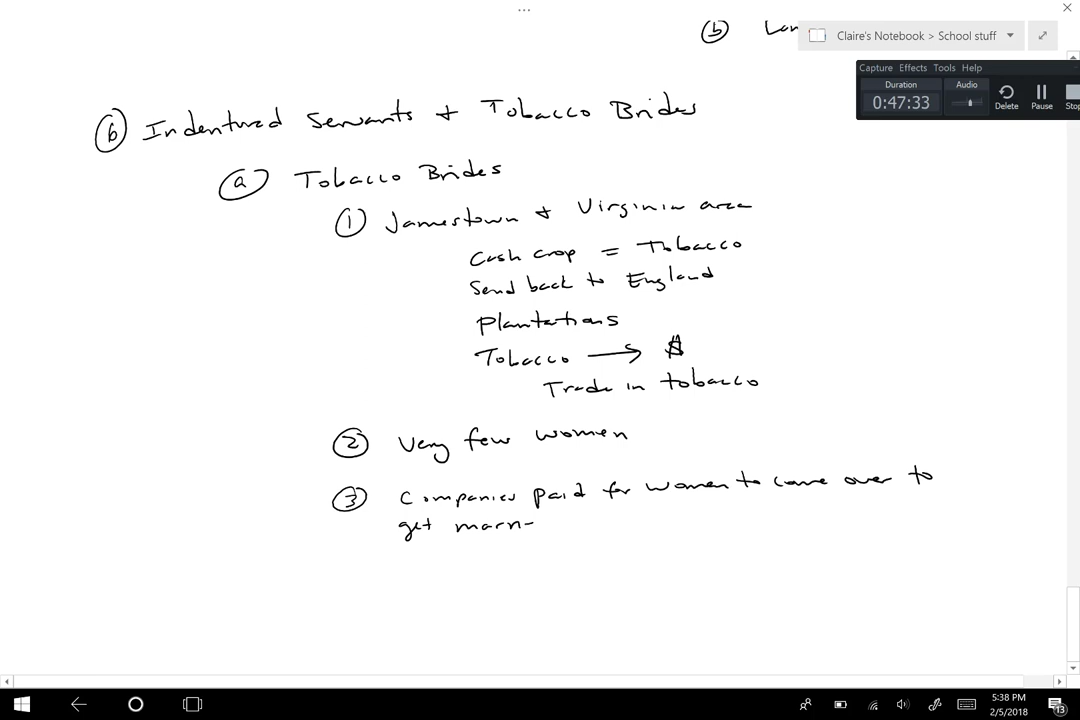 ...
ⓑ
Claire's Notebook > School stuff
Capture Effects Tools Help
Duration
0:47:33
Audio
Delete
Pause
Stop
⑥ Indentured Servants + Tobacco Brides
ⓐ Tobacco Brides
① Jamestown + Virginia area
Cash crop = Tobacco
Send back to England
Plantations
Tobacco → $
Trade in tobacco
② Very few women
③ Companies paid for women to come over to
get marri
5:38 PM
2/5/2018
13